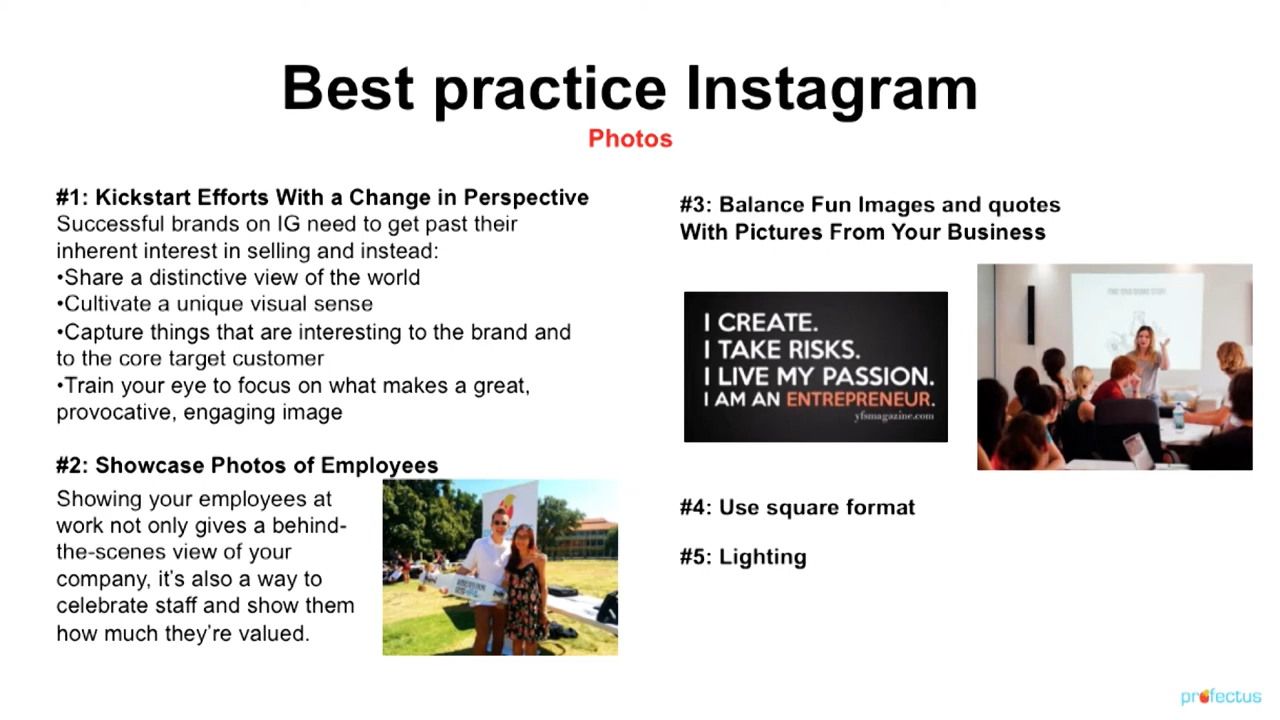 Best practice Instagram
Photos
#1: Kickstart Efforts With a Change in Perspective
Successful brands on IG need to get past their
inherent interest in selling and instead:
•Share a distinctive view of the world
•Cultivate a unique visual sense
•Capture things that are interesting to the brand and
to the core target customer
•Train your eye to focus on what makes a great,
provocative, engaging image
#2: Showcase Photos of Employees
Showing your employees at
work not only gives a behind-
the-scenes view of your
company, it's also a way to
celebrate staff and show them
how much they're valued.
#3: Balance Fun Images and quotes
With Pictures From Your Business
I CREATE.
I TAKE RISKS.
I LIVE MY PASSION.
I AM AN ENTREPRENEUR.
yfsmagazine.com
#4: Use square format
#5: Lighting
profectus